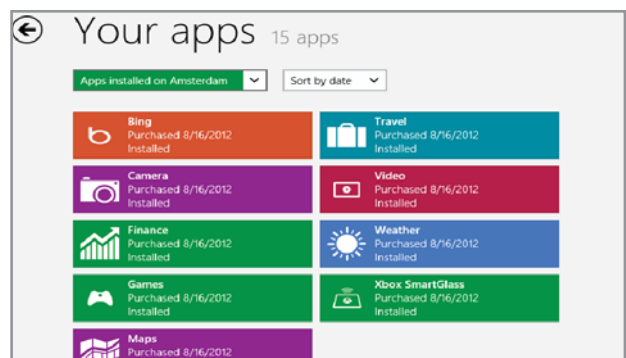 Your apps 15 apps
Apps installed on Amsterdam Sort by date
Bing
Purchased 8/16/2012
Installed
Camera
Purchased 8/16/2012
Installed
Finance
Purchased 8/16/2012
Installed
Games
Purchased 8/16/2012
Installed
Maps
Purchased 8/16/2012
Travel
Purchased 8/16/2012
Installed
Video
Purchased 8/16/2012
Installed
Weather
Purchased 8/16/2012
Installed
Xbox SmartGlass
Purchased 8/16/2012
Installed